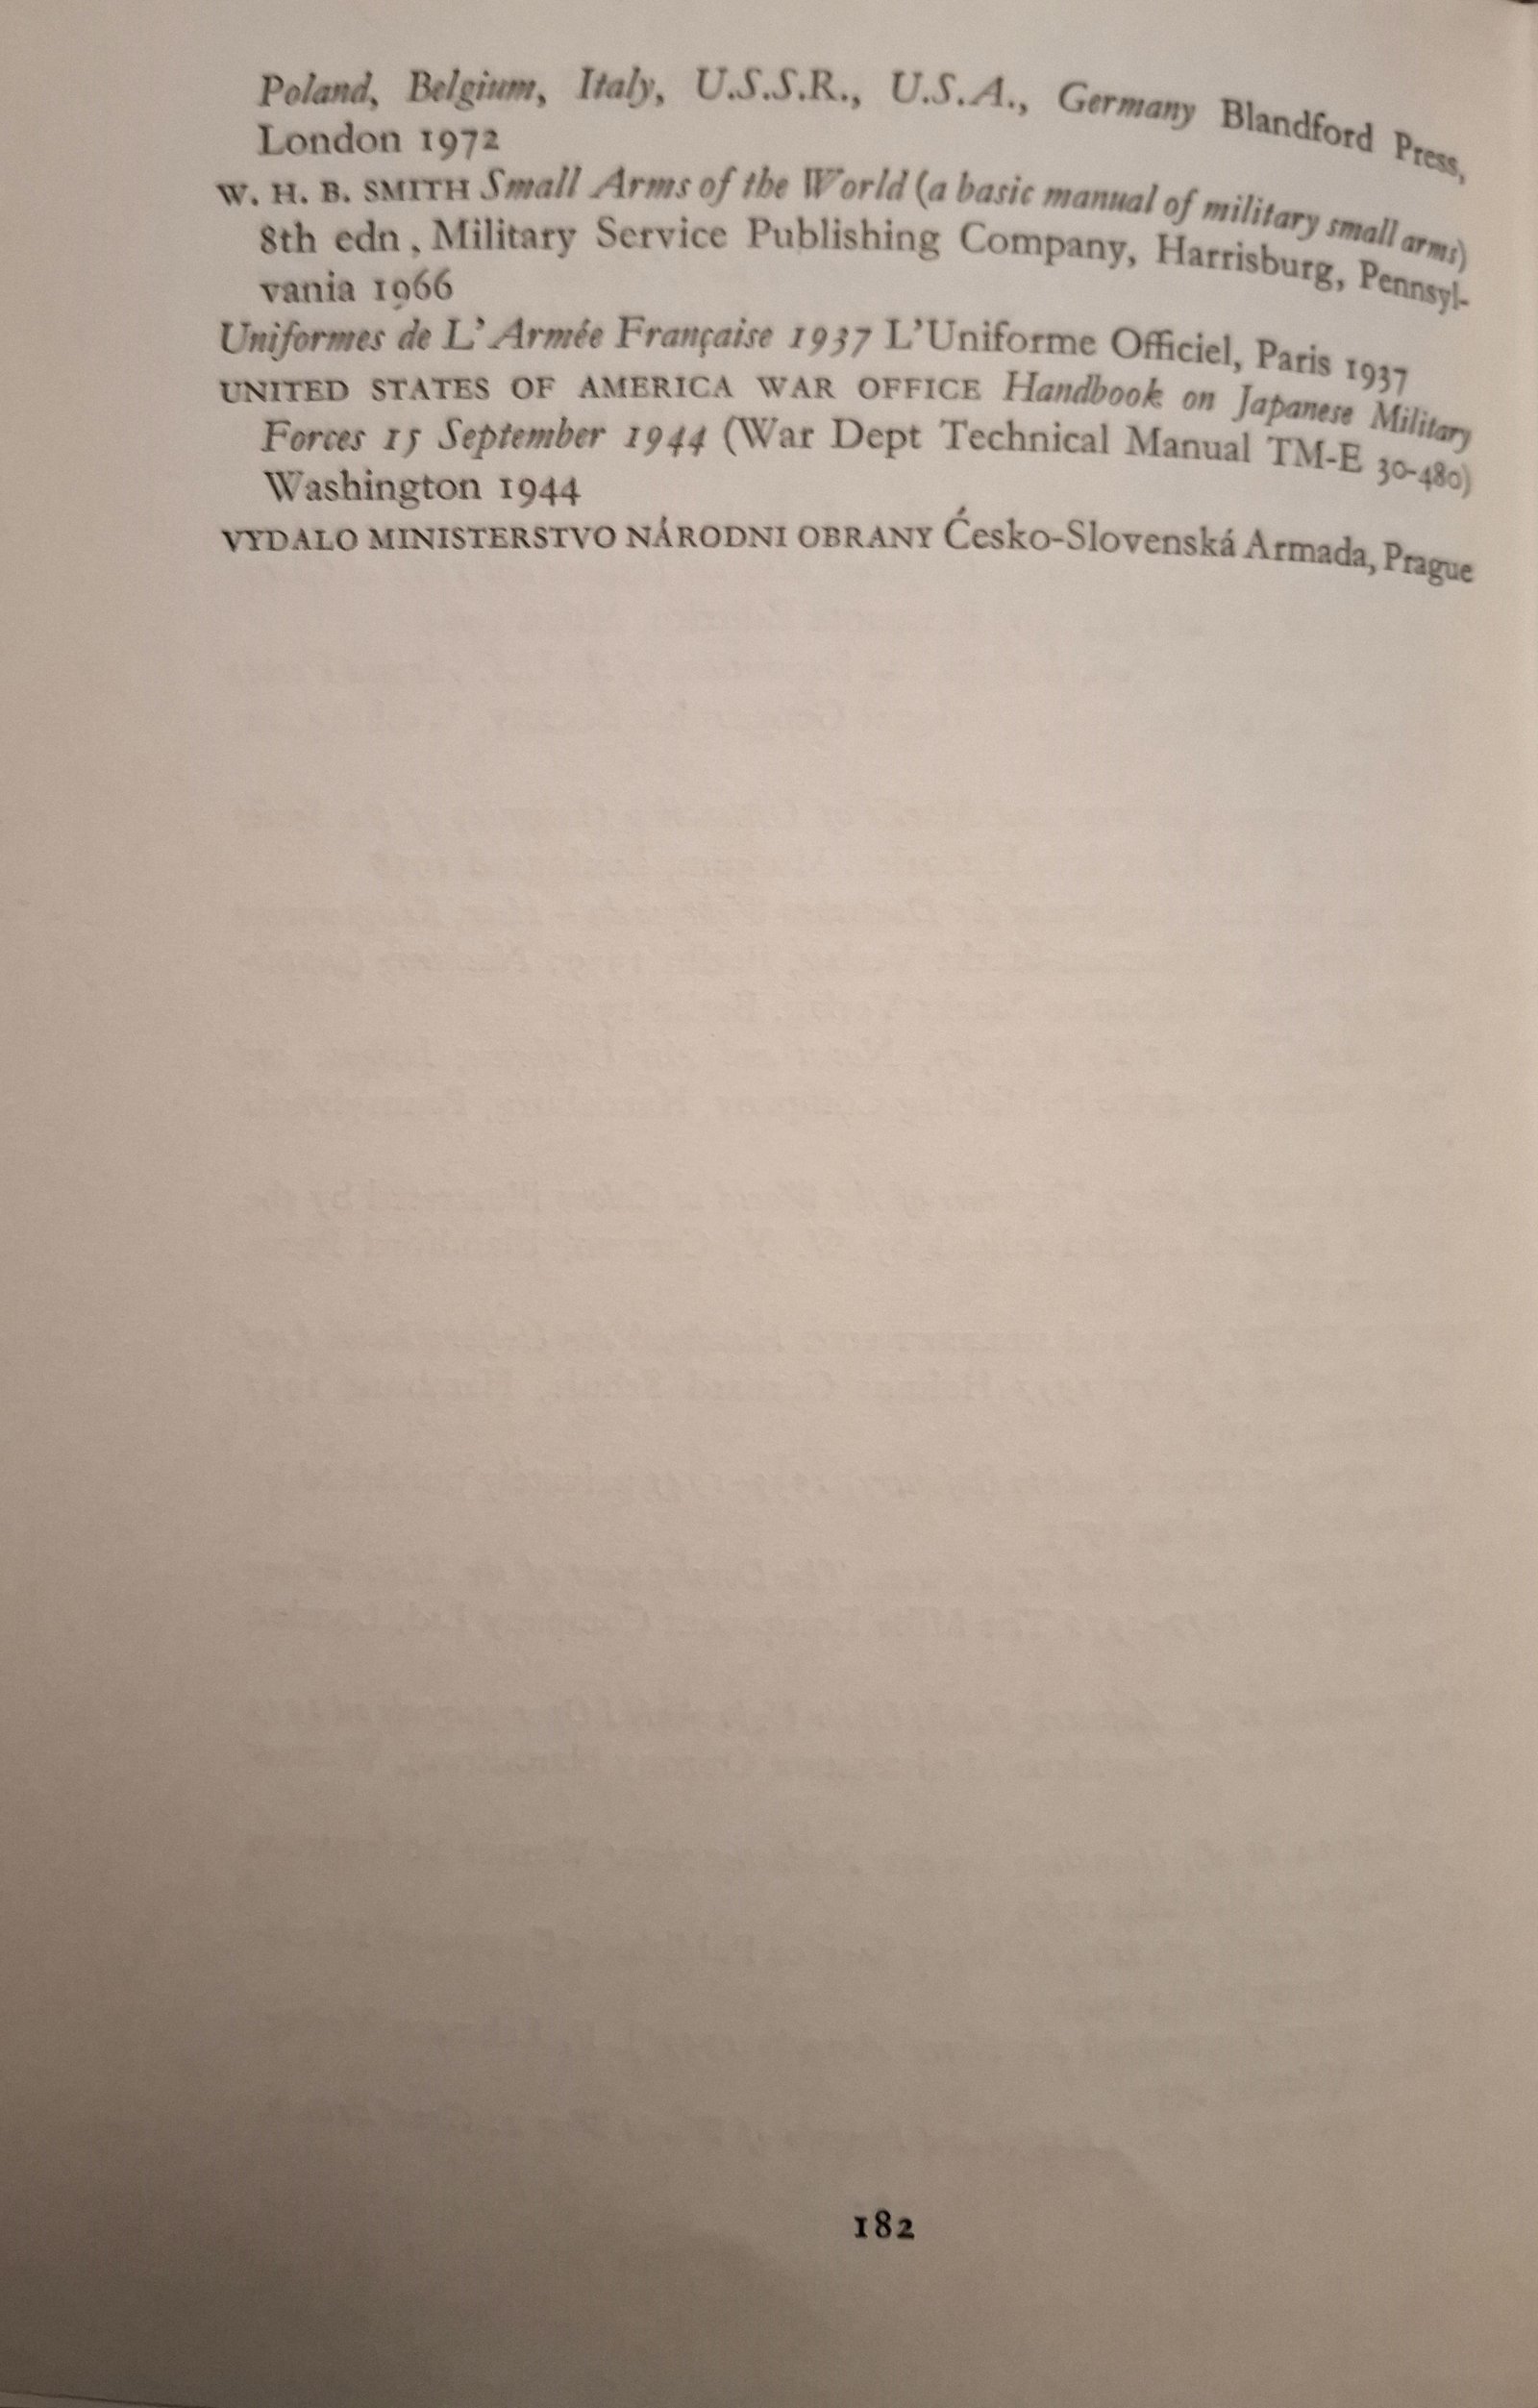 Poland, Belgium, Italy, U.S.S.R., U.S.A., Germany Blandford Press,
London 1972
W. H. B. SMITH Small Arms of the World (a basic manual of military small arms)
8th edn, Military Service Publishing Company, Harrisburg, Pennsyl-
vania 1966
Uniformes de L'Armée Française 1937 L'Uniforme Officiel, Paris 1937
UNITED STATES OF AMERICA WAR OFFICE Handbook on Japanese Military
Forces 15 September 1944 (War Dept Technical Manual TM-E 30-480)
Washington 1944
VYDALO MINISTERSTVO NÁRODNI OBRANY Ćesko-Slovenská Armada, Prague
182